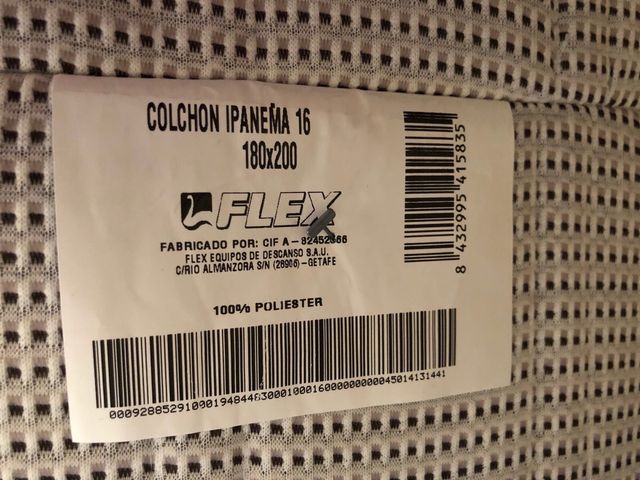 COLCHON IPANEMA 16
180x200
FLEX
FABRICADO POR: CIF A-82452366
FLEX EQUIPOS DE DESCANSO S.A.U.
C/RIO ALMANZORA S/N (28906)-GETAFE
100% POLIESTER
8 432995 415835